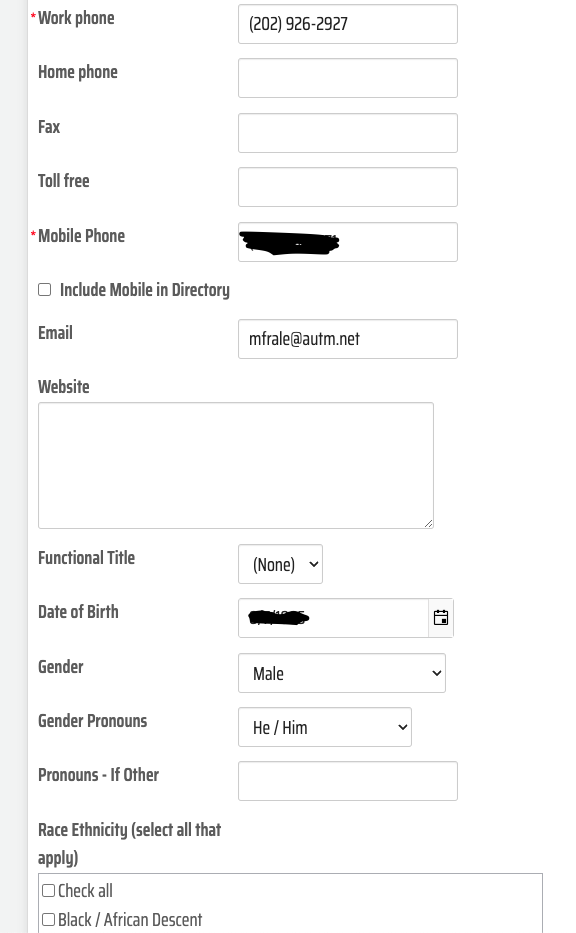 *Work phone (202) 926-2927
Home phone
Fax
Toll free
*Mobile Phone
Include Mobile in Directory
Email mfrale@autm.net
Website
Functional Title (None)
Date of Birth
Gender Male
Gender Pronouns He / Him
Pronouns - If Other
Race Ethnicity (select all that
apply)
Check all
Black / African Descent